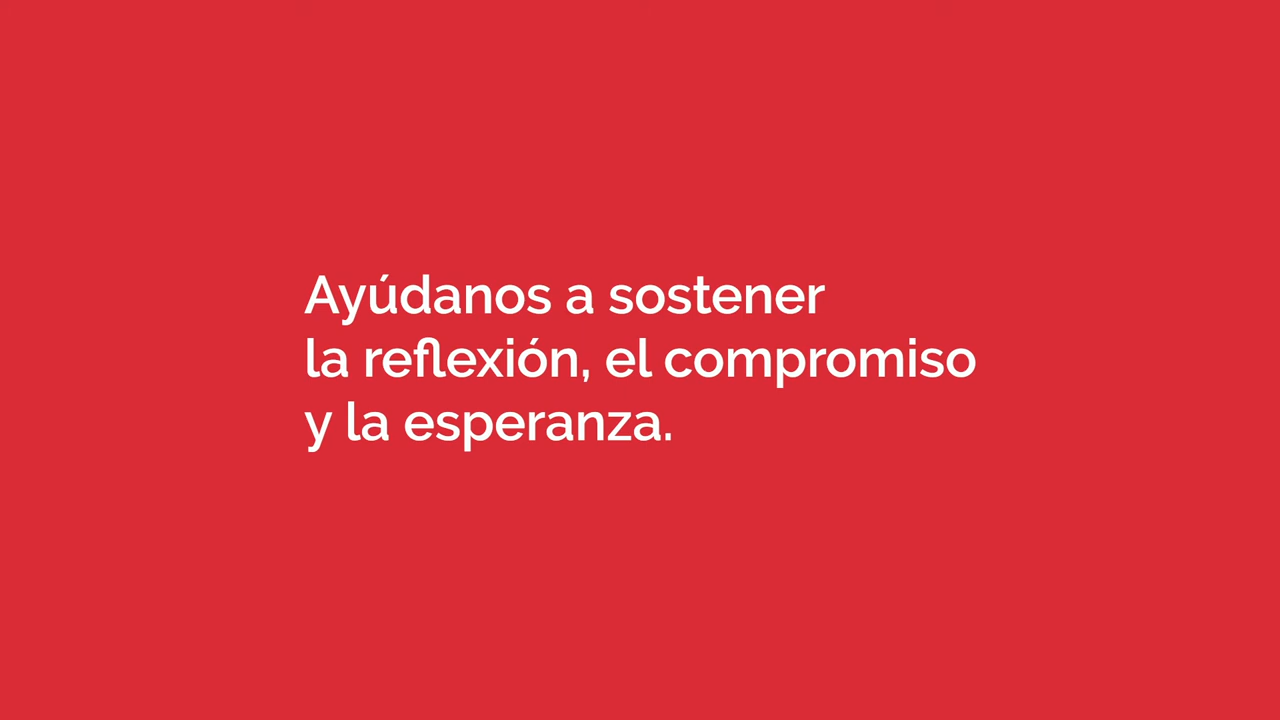 Ayúdanos a sostener
la reflexión, el compromiso
y la esperanza.